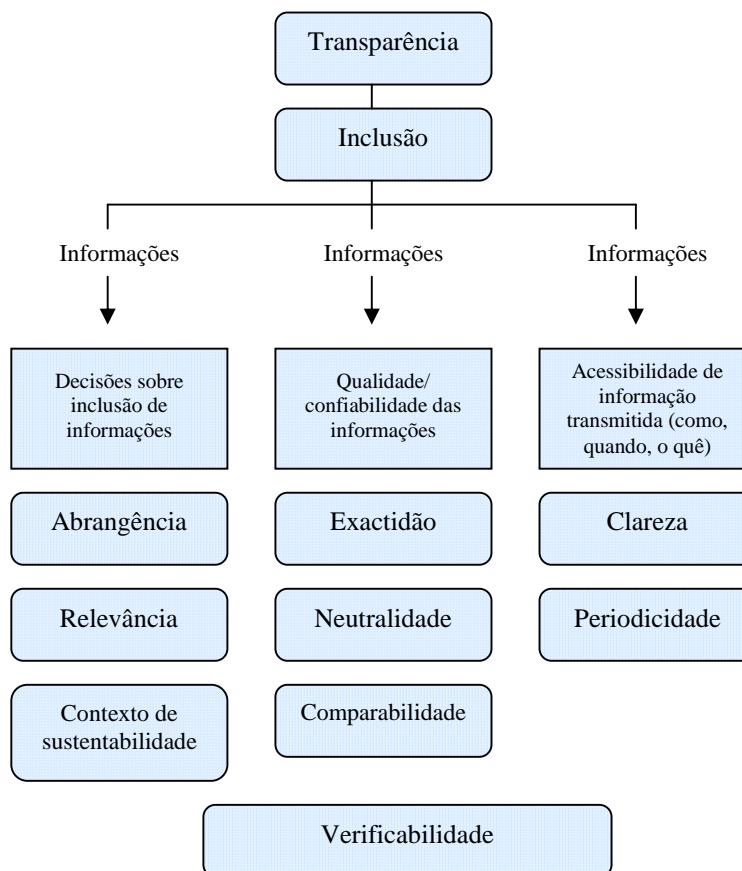 Transparência
Inclusão
Informações
Informações
Informações
Decisões sobre
inclusão de
informações
Qualidade/
confiabilidade das
informações
Acessibilidade de
informação
transmitida (como,
quando, o quê)
Abrangência
Exactidão
Clareza
Relevância
Neutralidade
Periodicidade
Contexto de
sustentabilidade
Comparabilidade
Verificabilidade